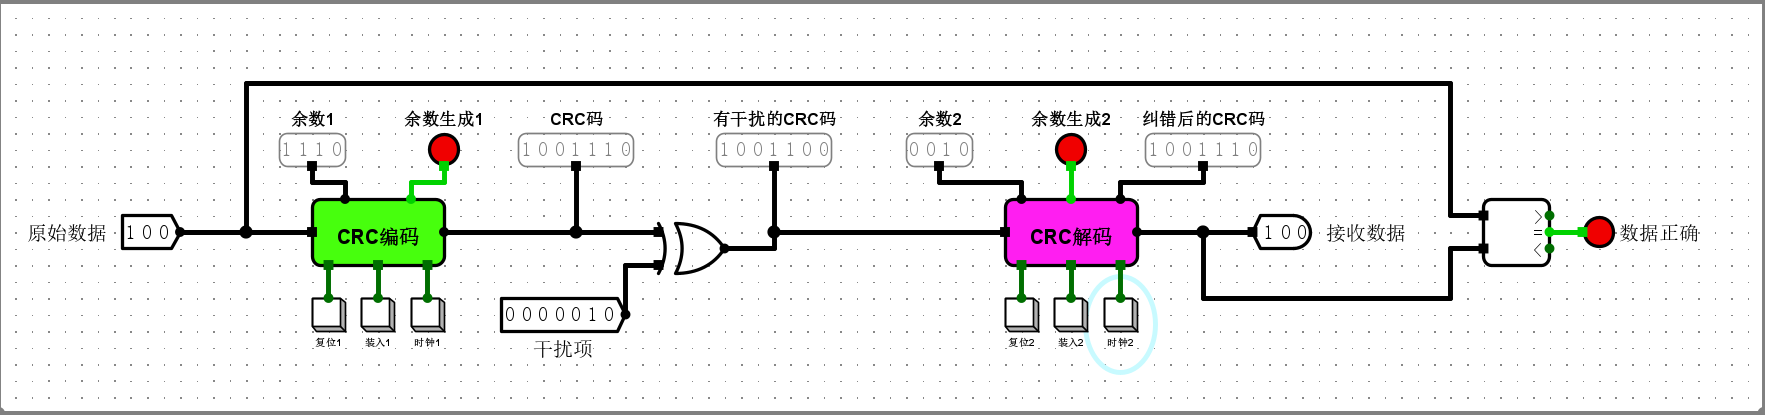 余数1
余数生成1
CRC码
有干扰的CRC码
余数2
余数生成2
纠错后的CRC码
1110
1001110
1001100
0010
1001110
原始数据
100
CRC编码
CRC解码
100
接收数据
>
=
<
数据正确
0000010
干扰项
复位1
装入1
时钟1
复位2
装入2
时钟2